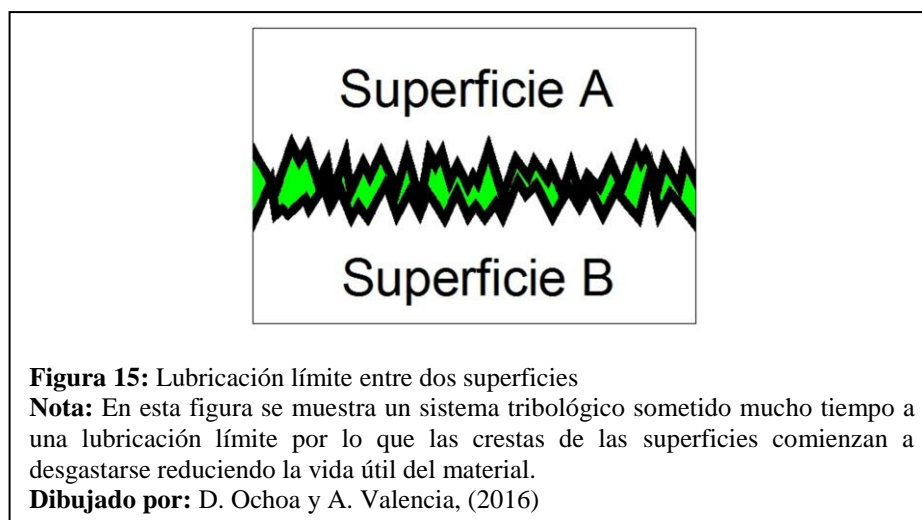 Superficie A
Superficie B
Figura 15: Lubricación límite entre dos superficies
Nota: En esta figura se muestra un sistema tribológico sometido mucho tiempo a
una lubricación límite por lo que las crestas de las superficies comienzan a
desgastarse reduciendo la vida útil del material.
Dibujado por: D. Ochoa y A. Valencia, (2016)